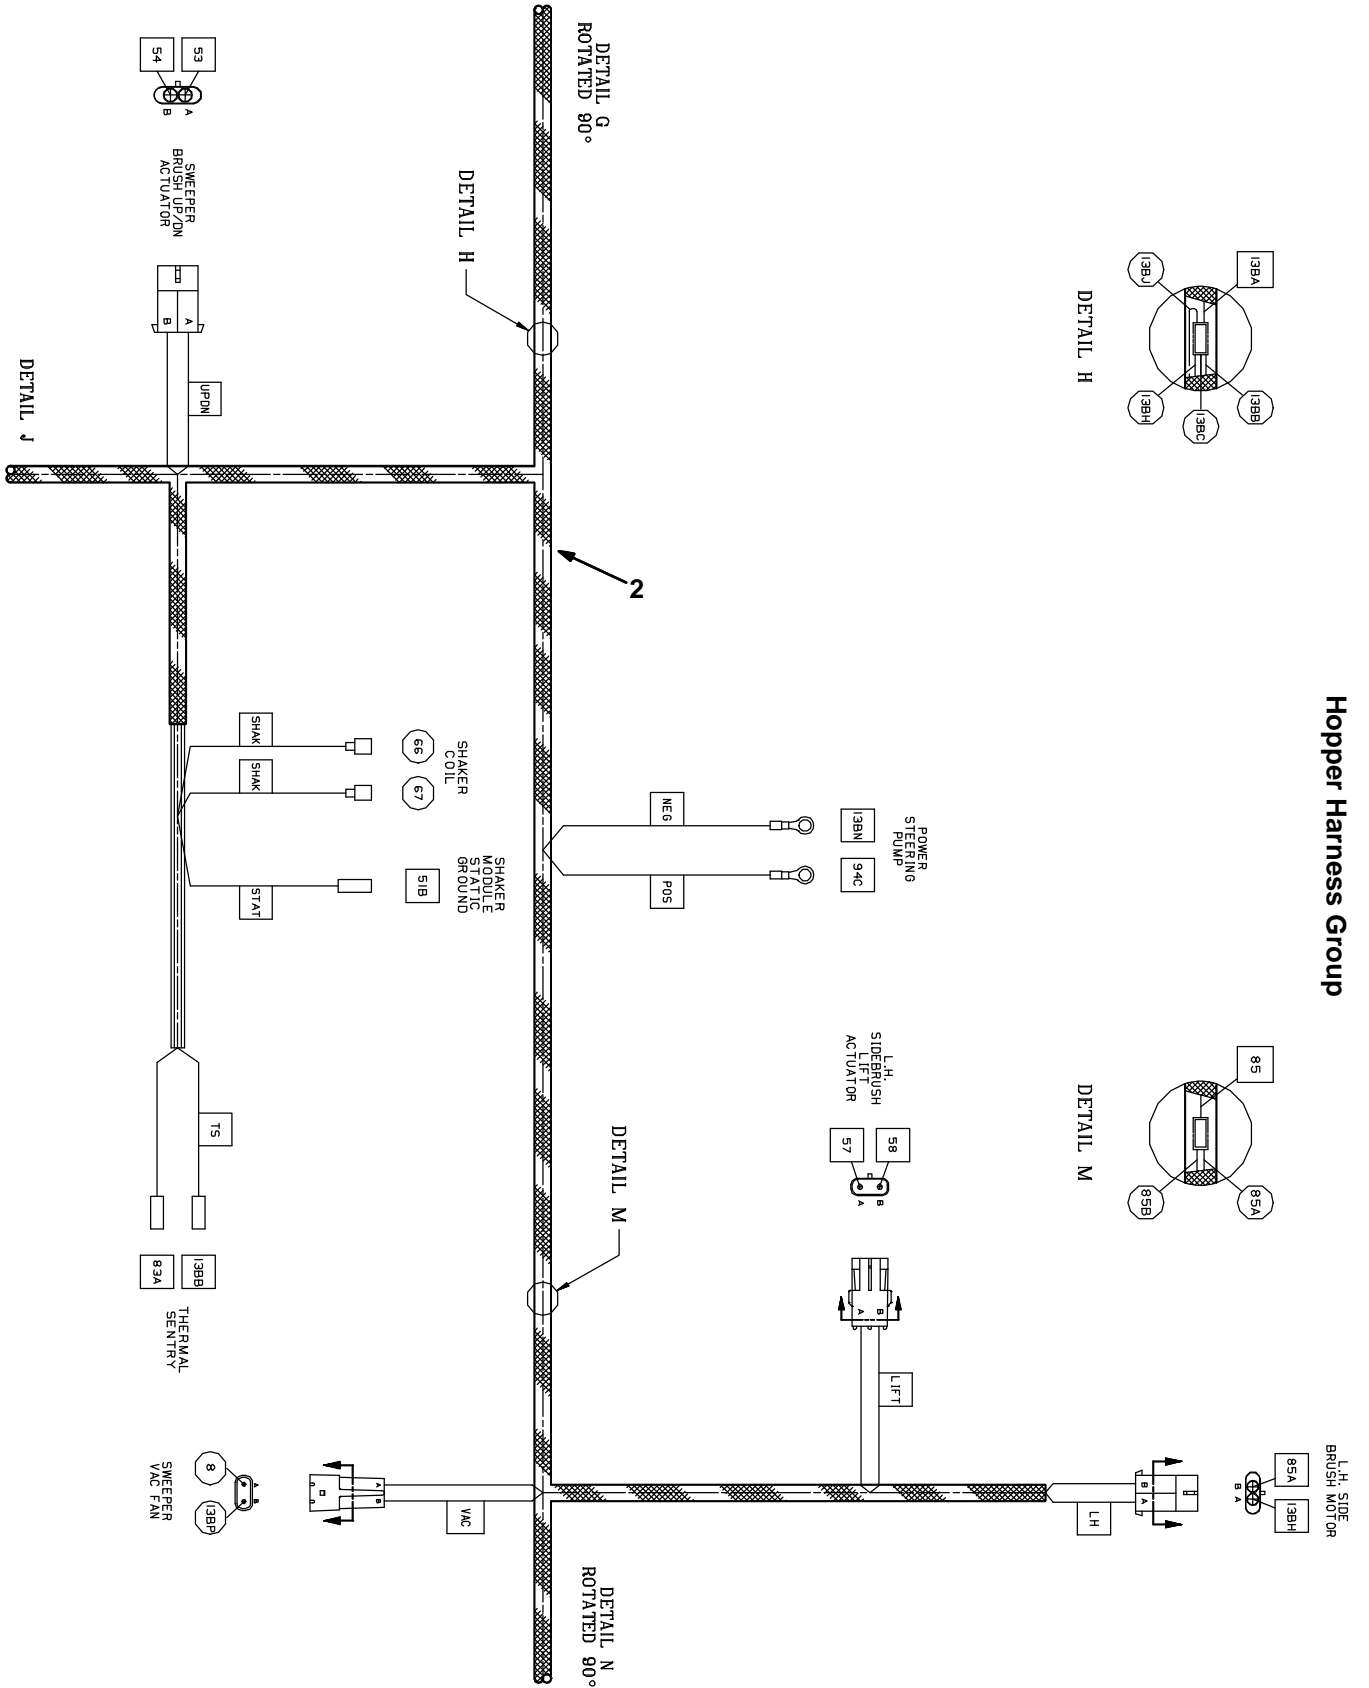 Hopper Harness Group
13BA
13BJ
13BB
13BC
13BH
DETAIL H
85
85A
85B
DETAIL M
L.H. SIDE
BRUSH MOTOR
85A
13BH
B
A
B
A
LH
POWER
STEERING
PUMP
13BN
94C
NEG
POS
L.H.
SIDEBRUSH
LIFT
ACTUATOR
58
57
B
A
B
A
LIFT
DETAIL G
ROTATED 90°
DETAIL H
2
DETAIL M
DETAIL N
ROTATED 90°
SHAKER
COIL
66
67
SHAK
SHAK
SHAKER
MODULE
STATIC
GROUND
51B
STAT
53
54
A
B
SWEEPER
BRUSH UP/DN
ACTUATOR
A
B
UPDN
DETAIL J
TS
13BB
83A
THERMAL
SENTRY
VAC
A
B
A
B
8
13BP
SWEEPER
VAC FAN